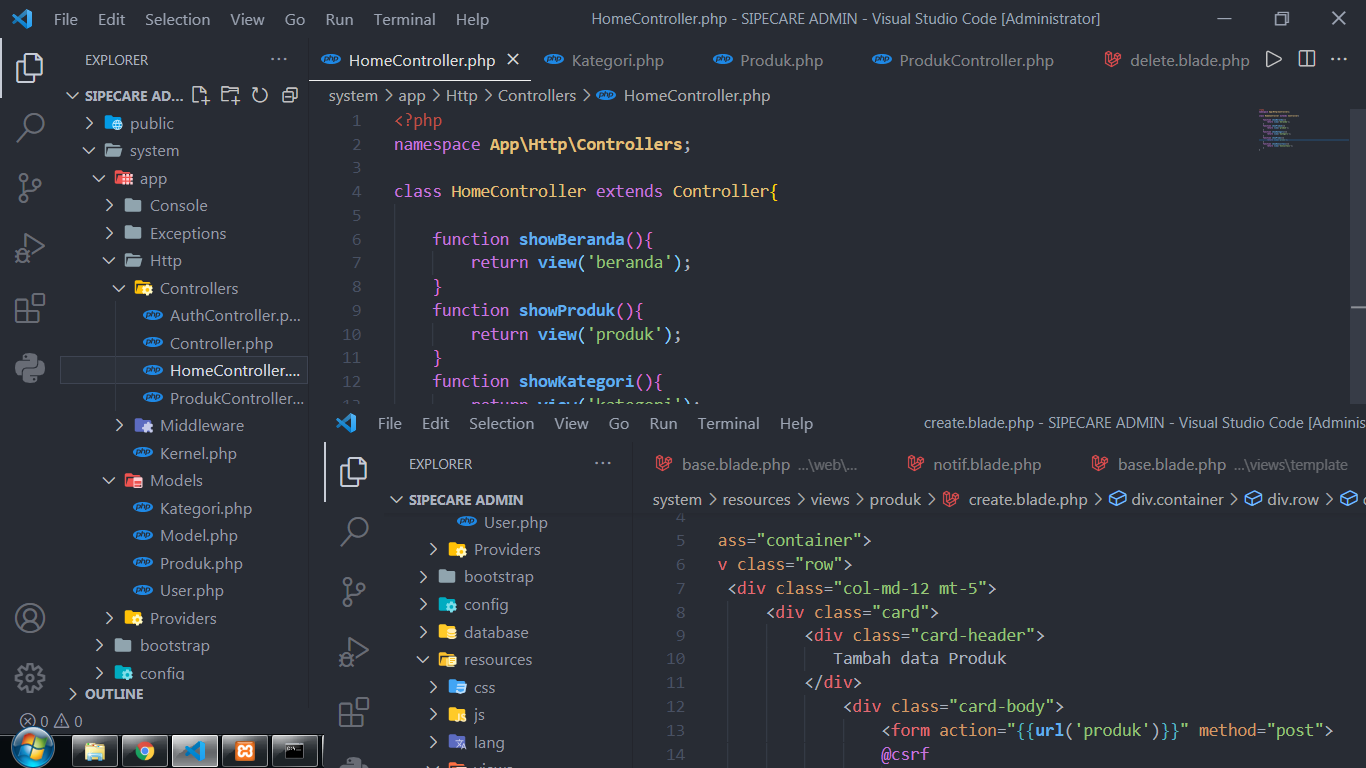 File Edit Selection View Go Run Terminal Help
HomeController.php - SIPECARE ADMIN - Visual Studio Code [Administrator]
EXPLORER
SIPECARE AD...
public
system
app
Console
Exceptions
Http
Controllers
AuthController.p...
Controller.php
HomeController....
ProdukController...
Middleware
Kernel.php
Models
Kategori.php
Model.php
Produk.php
User.php
Providers
bootstrap
config
OUTLINE
0 0
HomeController.php Kategori.php Produk.php ProdukController.php delete.blade.php
system > app > Http > Controllers > HomeController.php
1 <?php
2 namespace App\Http\Controllers;
3
4 class HomeController extends Controller{
5
6 function showBeranda(){
7 return view('beranda');
8 }
9 function showProduk(){
10 return view('produk');
11 }
12 function showKategori(){
13 return view('kategori');
File Edit Selection View Go Run Terminal Help
create.blade.php - SIPECARE ADMIN - Visual Studio Code [Adminis
EXPLORER
SIPECARE ADMIN
User.php
Providers
bootstrap
config
database
resources
css
js
lang
views
base.blade.php ...\web\... notif.blade.php base.blade.php ...\views\template
system > resources > views > produk > create.blade.php > div.container > div.row >
4
5 ass="container">
6 v class="row">
7 <div class="col-md-12 mt-5">
8 <div class="card">
9 <div class="card-header">
10 Tambah data Produk
11 </div>
12 <div class="card-body">
13 <form action="{{url('produk')}}" method="post">
14 @csrf